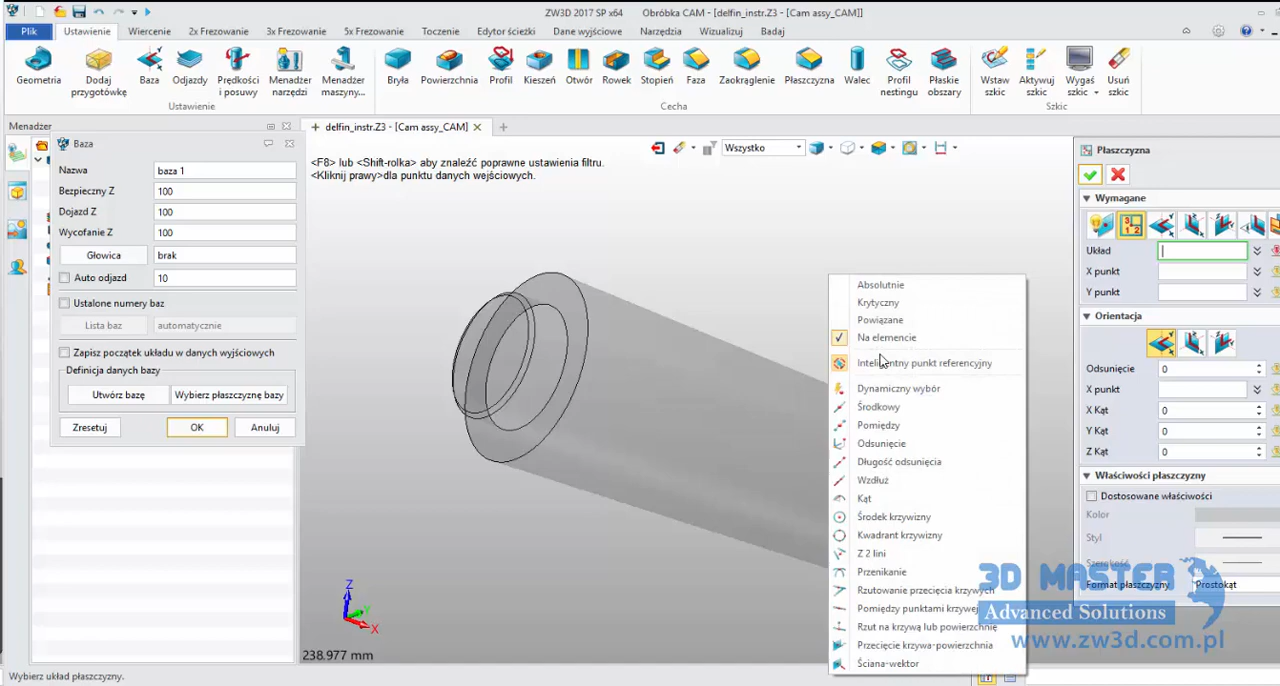 ZW3D 2017 SP x64
Obróbka CAM - [delfin_instr.Z3 - [Cam assy_CAM]]
Plik Ustawienie Wiercenie 2x Frezowanie 3x Frezowanie 5x Frezowanie Toczenie Edytor ścieżki Dane wyjściowe Narzędzia Wizualizuj Badaj
Geometria Dodaj przygotówkę Baza Odjazdy Prędkości i posuwy Menadżer narzędzi Menadżer maszyny... Bryła Powierzchnia Profil Kieszeń Otwór Rowek Stopień Faza Zaokrąglenie Płaszczyzna Walec Profil nestingu Płaskie obszary Wstaw szkic Aktywuj szkic Wygaś szkic Usuń szkic
Ustawienie Cecha Szkic
Menadżer
delfin_instr.Z3 - [Cam assy_CAM]
Baza
Nazwa baza 1
Bezpieczny Z 100
Dojazd Z 100
Wycofanie Z 100
Głowica brak
Auto odjazd 10
Ustalone numery baz
Lista baz automatycznie
Zapisz początek układu w danych wyjściowych
Definicja danych bazy
Utwórz bazę Wybierz płaszczyznę bazy
Zresetuj OK Anuluj
<F8> lub <Shift-rolka> aby znaleźć poprawne ustawienia filtru.
<Kliknij prawy>dla punktu danych wejściowych.
Wszystko
Z
Y
X
238.977 mm
Absolutnie
Krytyczny
Powiązane
Na elemencie
Inteligentny punkt referencyjny
Dynamiczny wybór
Środkowy
Pomiędzy
Odsunięcie
Długość odsunięcia
Wzdłuż
Kąt
Środek krzywizny
Kwadrant krzywizny
Z 2 lini
Przenikanie
Rzutowanie przecięcia krzywych
Pomiędzy punktami krzywej
Rzut na krzywą lub powierzchnię
Przecięcie krzywa-powierzchnia
Ściana-wektor
Płaszczyzna
Wymagane
Układ
X punkt
Y punkt
Orientacja
Odsunięcie 0
X punkt
X Kąt 0
Y Kąt 0
Z Kąt 0
Właściwości płaszczyzny
Dostosowane właściwości
Kolor
Styl
Szerokość
Format płaszczyzny Prostokąt
3D MASTER
Advanced Solutions
www.zw3d.com.pl
Wybierz układ płaszczyzny.